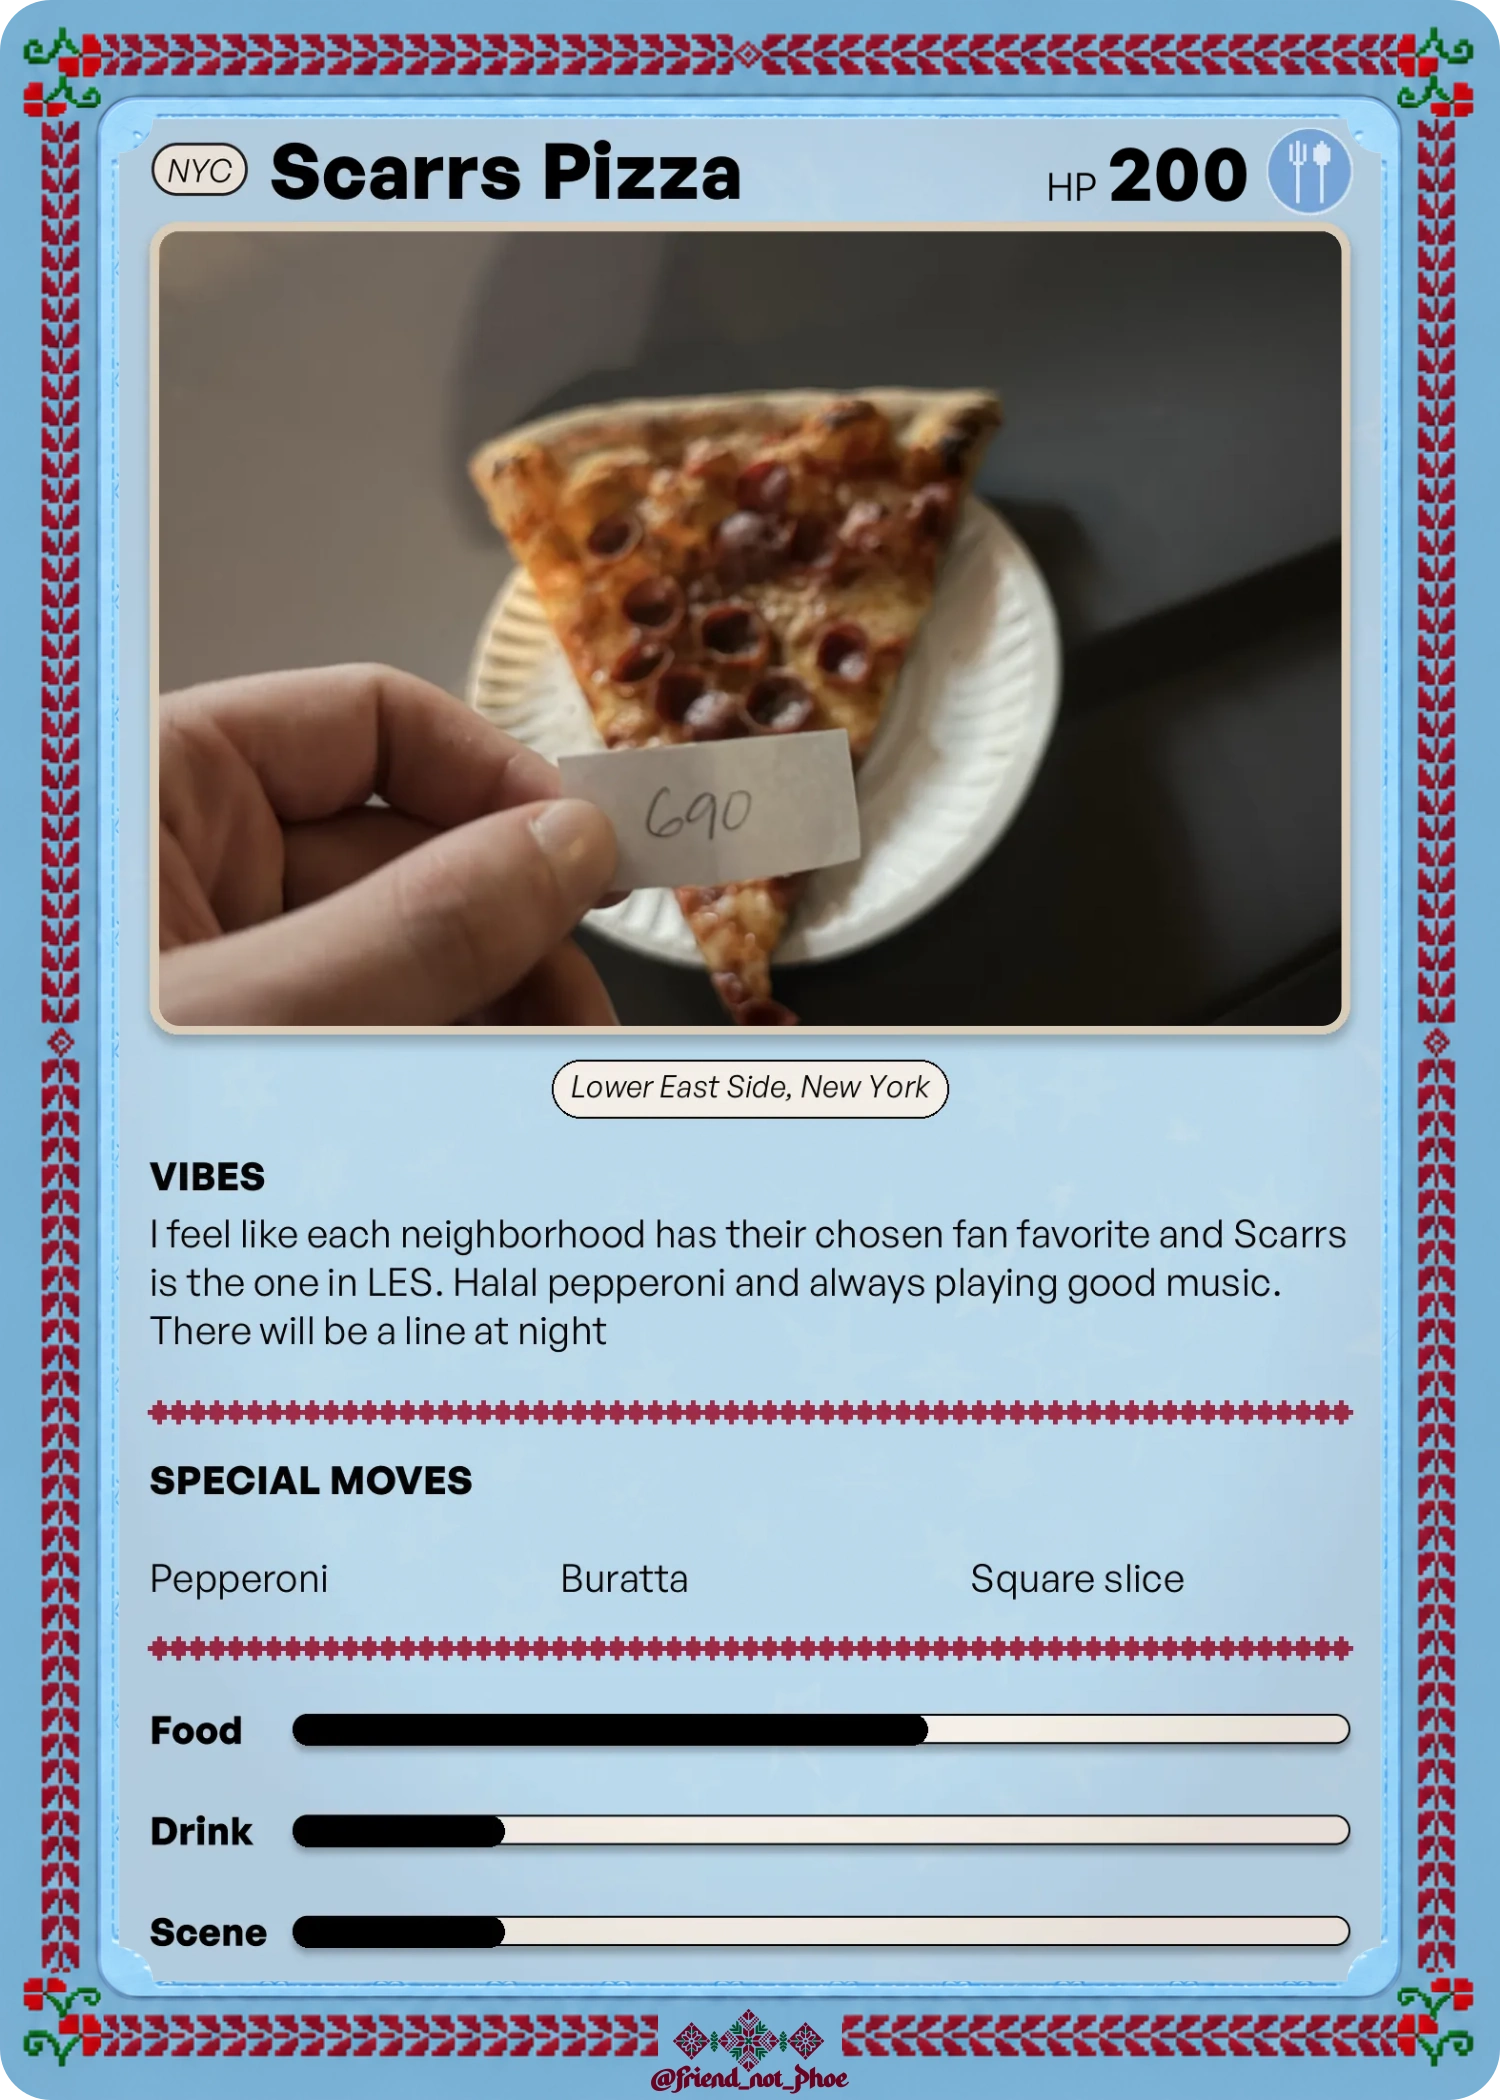 NYC Scarrs Pizza HP 200
690
Lower East Side, New York
VIBES
I feel like each neighborhood has their chosen fan favorite and Scarrs
is the one in LES. Halal pepperoni and always playing good music.
There will be a line at night
SPECIAL MOVES
Pepperoni Buratta Square slice
Food
Drink
Scene
@friend_not_phoe